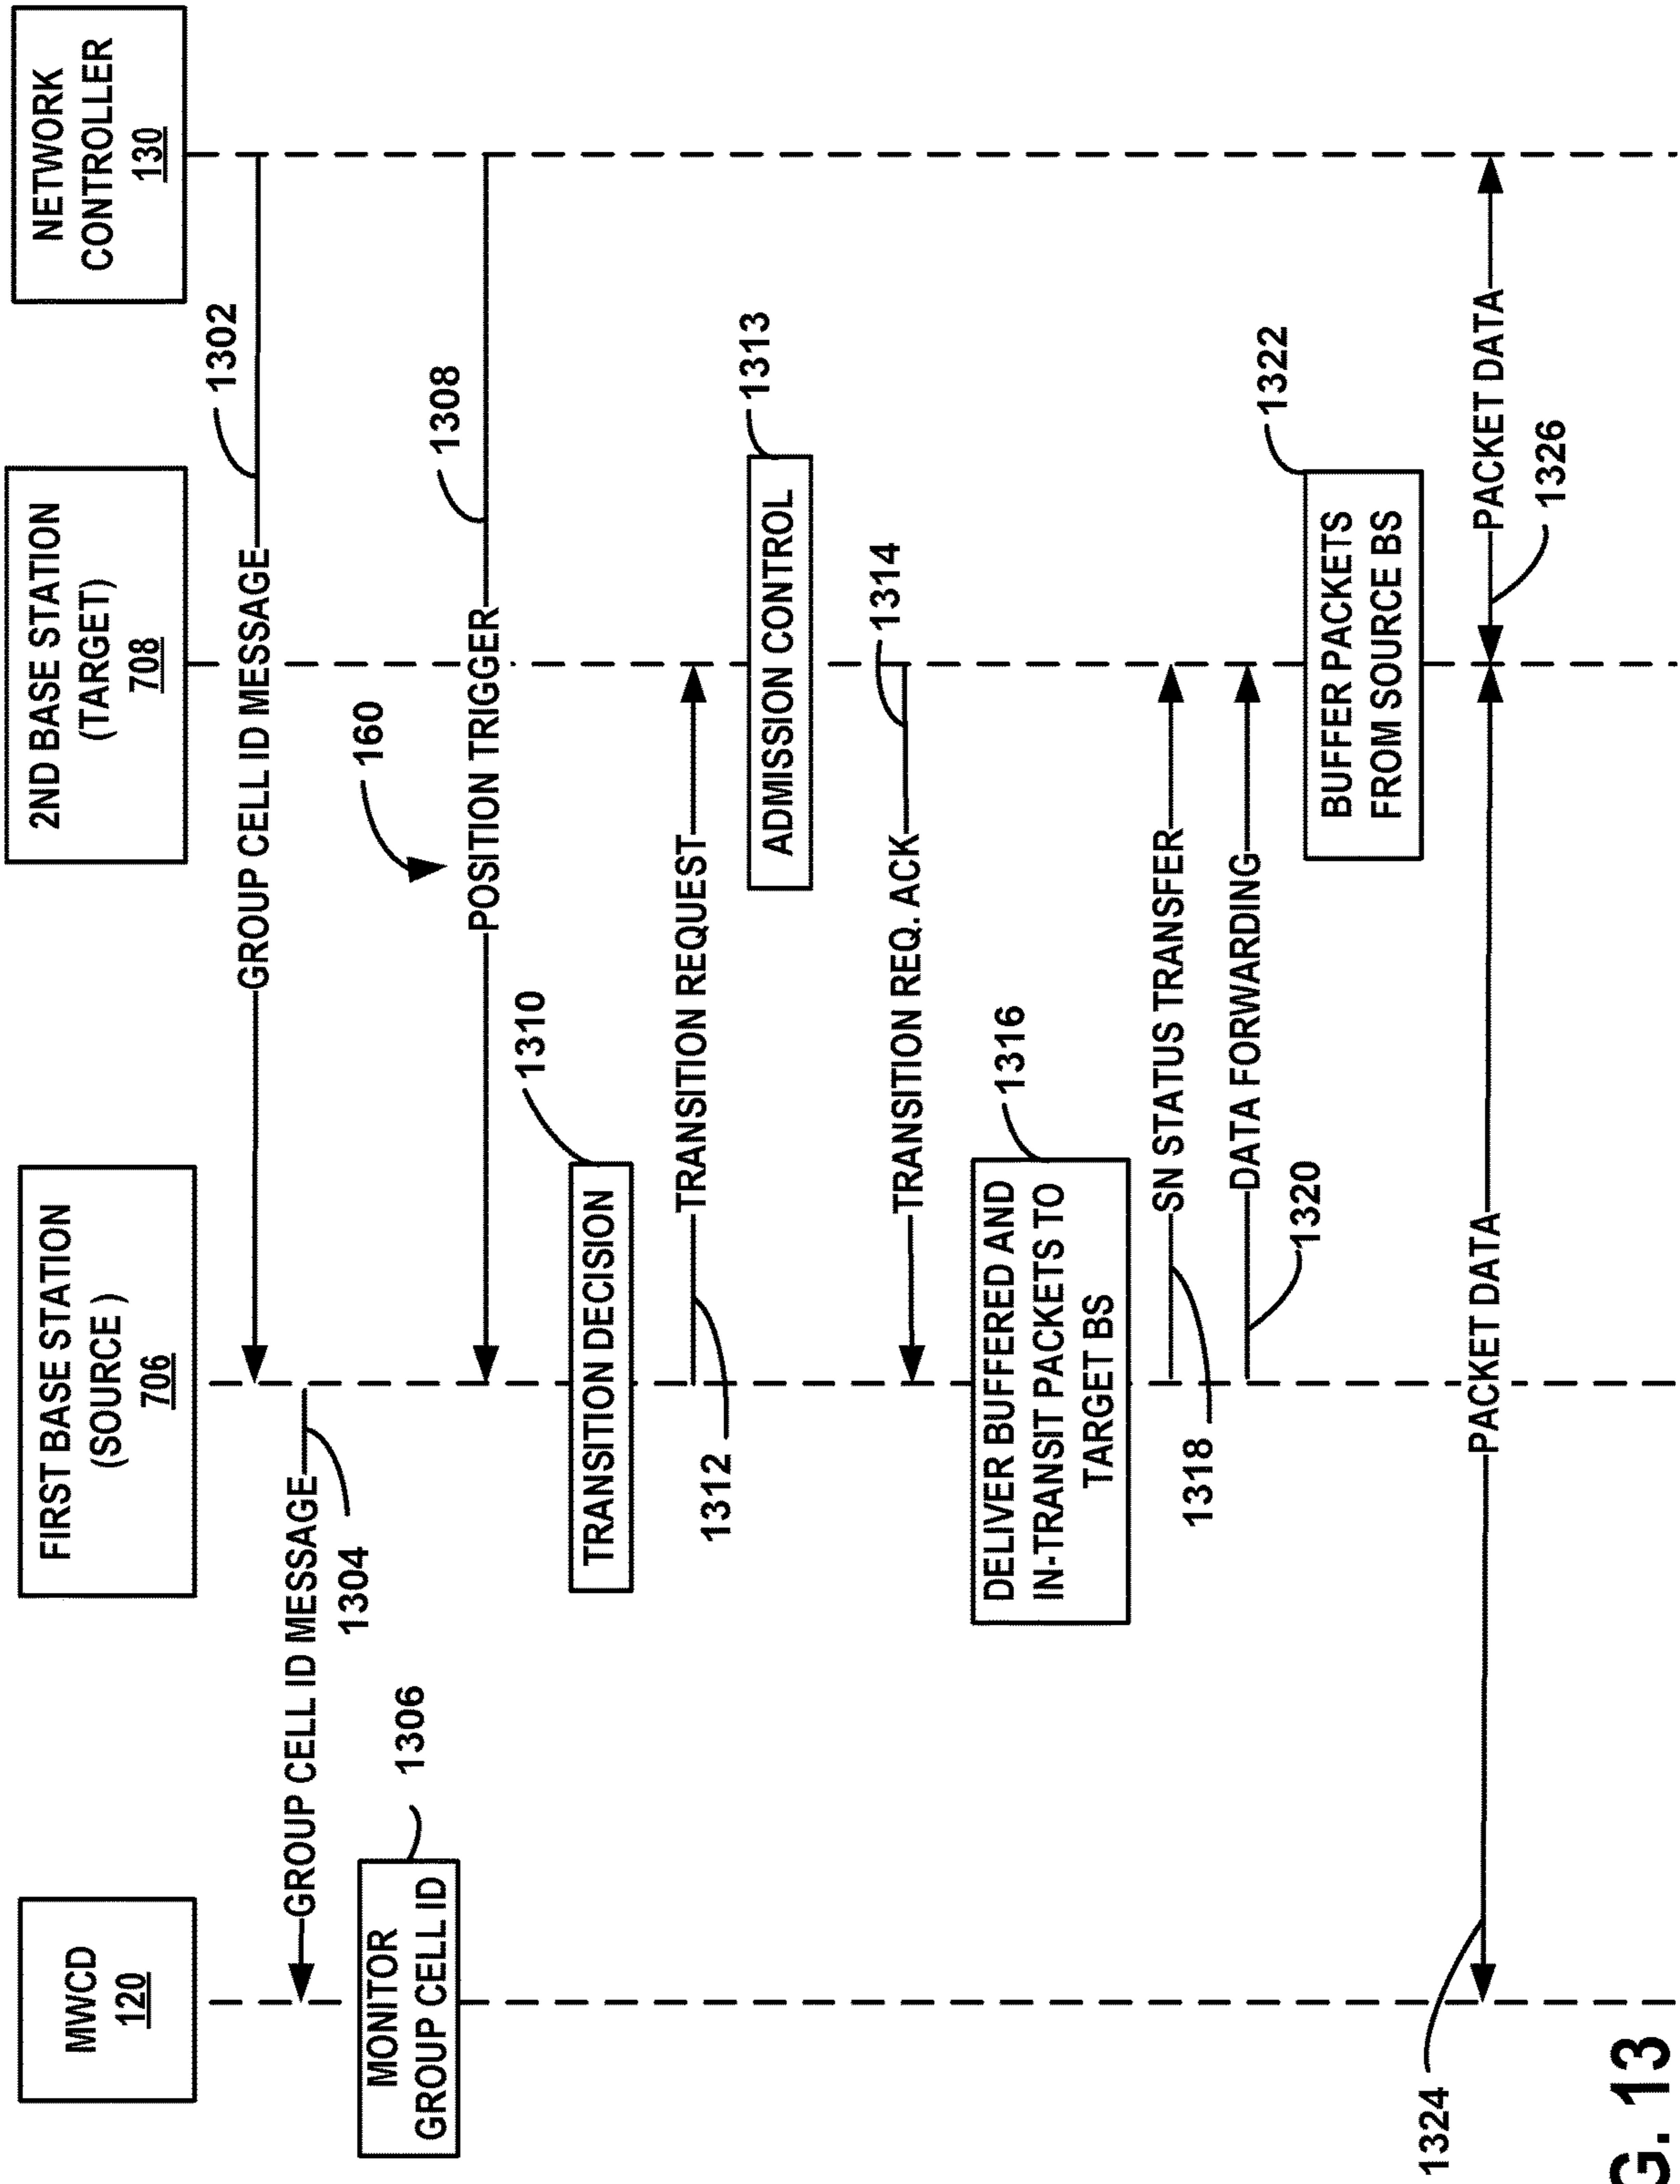 MWCD
120
FIRST BASE STATION
(SOURCE )
706
2ND BASE STATION
(TARGET)
708
NETWORK
CONTROLLER
130
GROUP CELL ID MESSAGE
1302
GROUP CELL ID MESSAGE
1304
MONITOR
GROUP CELL ID
1306
160
POSITION TRIGGER
1308
TRANSITION DECISION
1310
TRANSITION REQUEST
1312
ADMISSION CONTROL
1313
TRANSITION REQ. ACK
1314
DELIVER BUFFERED AND
IN-TRANSIT PACKETS TO
TARGET BS
1316
SN STATUS TRANSFER
1318
DATA FORWARDING
1320
BUFFER PACKETS
FROM SOURCE BS
1322
PACKET DATA
1324
PACKET DATA
1326
G. 13